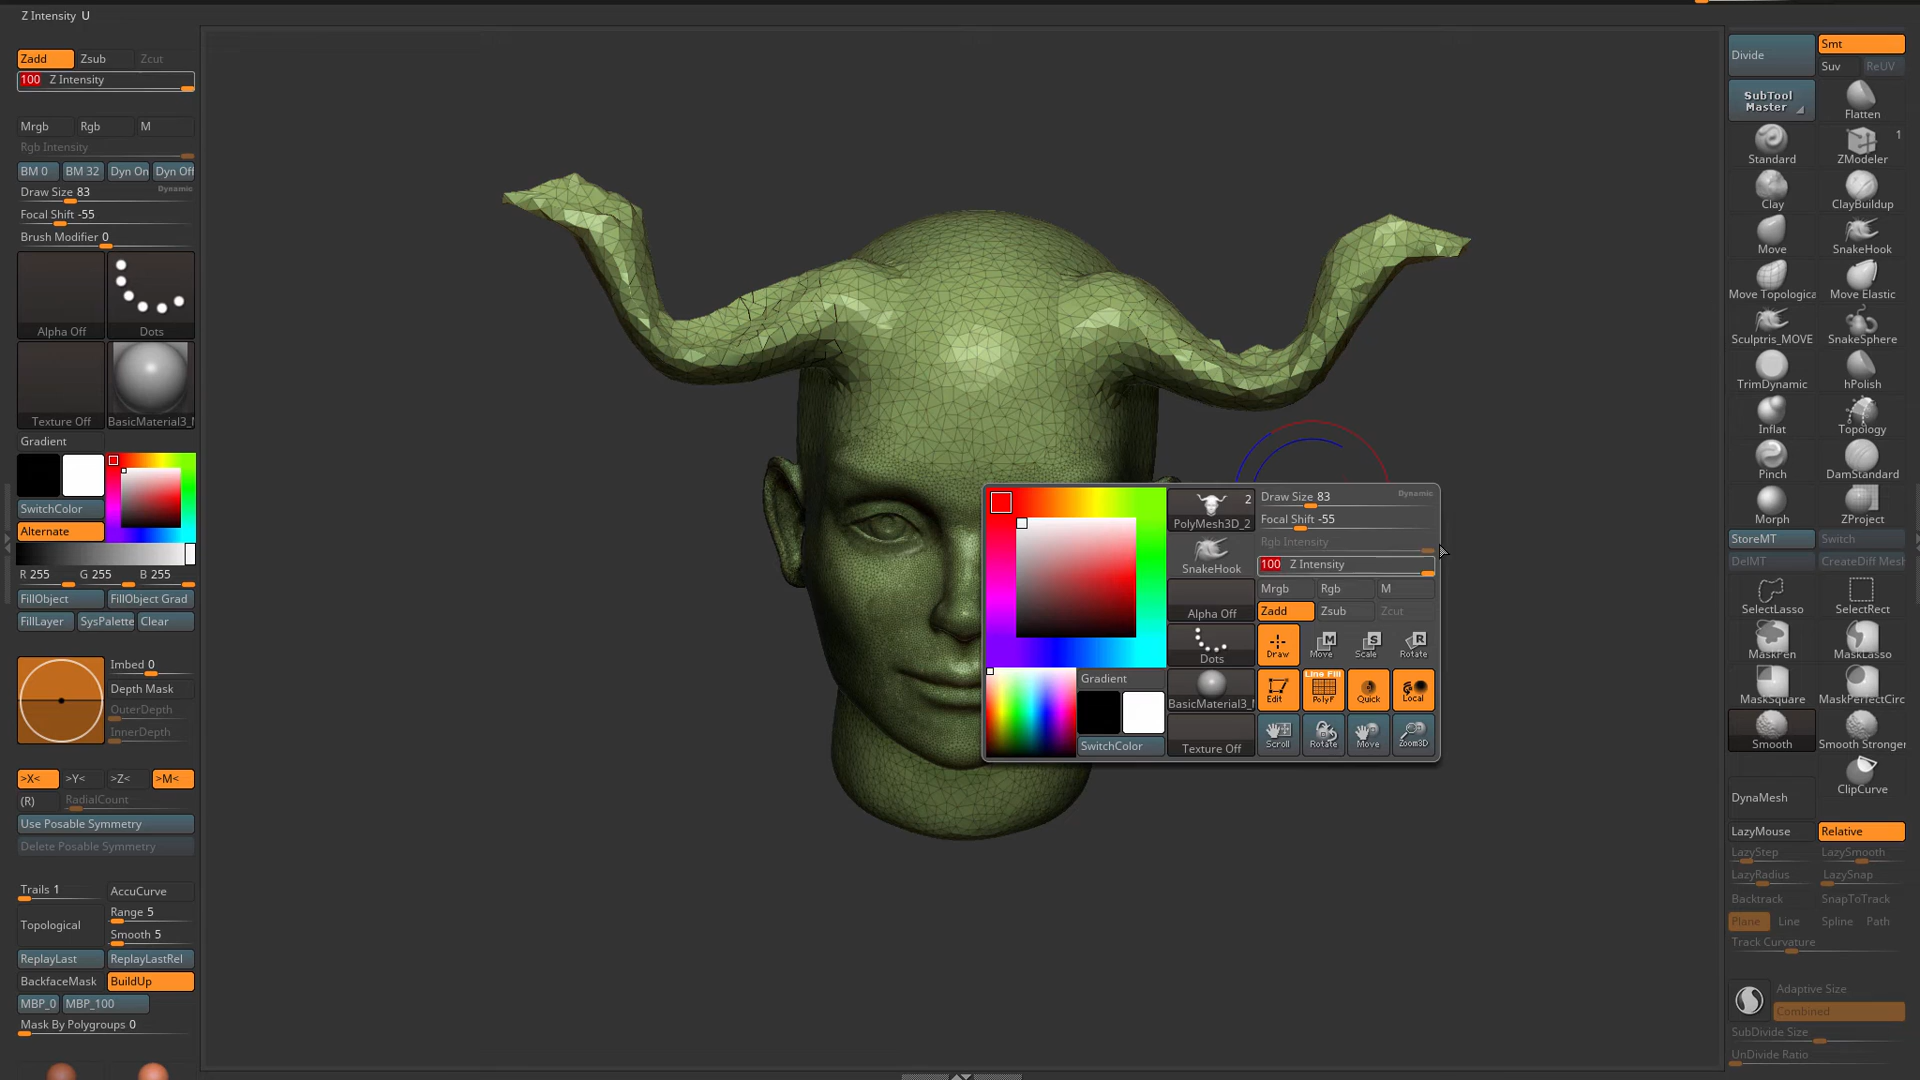 Z Intensity U
Zadd Zsub Zcut
100 Z Intensity
Mrgb Rgb M
Rgb Intensity
BM 0 BM 32 Dyn On Dyn Off
Draw Size 83 Dynamic
Focal Shift -55
Brush Modifier 0
Alpha Off Dots
Texture Off BasicMaterial3_
Gradient
SwitchColor
Alternate
R 255 G 255 B 255
FillObject FillObject Grad
FillLayer SysPalette Clear
Imbed 0
Depth Mask
OuterDepth
InnerDepth
>X< >Y< >Z< >M<
(R) RadialCount
Use Posable Symmetry
Delete Posable Symmetry
Trails 1 AccuCurve
Topological Range 5
Smooth 5
ReplayLast ReplayLastRel
BackfaceMask BuildUp
MBP_0 MBP_100
Mask By Polygroups 0
PolyMesh3D_2 2
SnakeHook
Alpha Off
Dots
BasicMaterial3_
Texture Off
Gradient
SwitchColor
Draw Size 83 Dynamic
Focal Shift -55
Rgb Intensity
100 Z Intensity
Mrgb Rgb M
Zadd Zsub Zcut
Draw Move Scale Rotate
M S R
Line Fill
Edit PolyF Quick Local
Scroll Rotate Move Zoom3D
Divide Smt
Suv ReUV
SubTool
Master
Flatten
Standard ZModeler 1
Clay ClayBuildup
Move SnakeHook
Move Topologica Move Elastic
Sculptris_MOVE SnakeSphere
TrimDynamic hPolish
Inflat Topology
Pinch DamStandard
Morph ZProject
StoreMT Switch
DelMT CreateDiff Mesh
SelectLasso SelectRect
MaskPen MaskLasso
MaskSquare MaskPerfectCirc
Smooth Smooth Stronger
ClipCurve
DynaMesh
LazyMouse Relative
LazyStep LazySmooth
LazyRadius LazySnap
Backtrack SnapToTrack
Plane Line Spline Path
Track Curvature
Adaptive Size
Combined
SubDivide Size
UnDivide Ratio